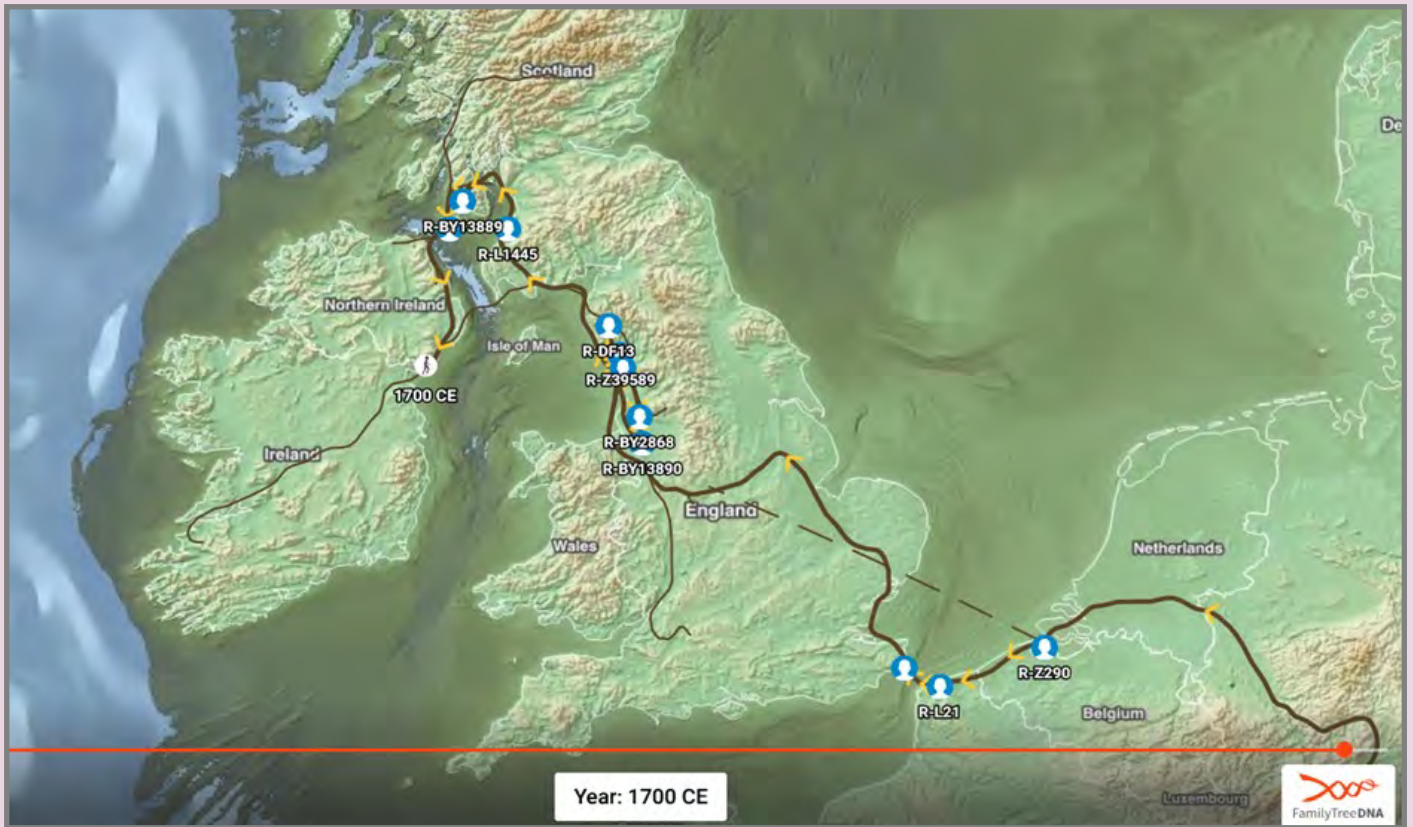 Scotland
De
R-BY13889
R-L1445
Northern Ireland
Isle of Man
R-DF13
R-Z39589
1700 CE
R-BY2868
Ireland
R-BY13890
England
Wales
Netherlands
R-Z290
R-L21
Belgium
Year: 1700 CE
Luxembourg
FamilyTreeDNA